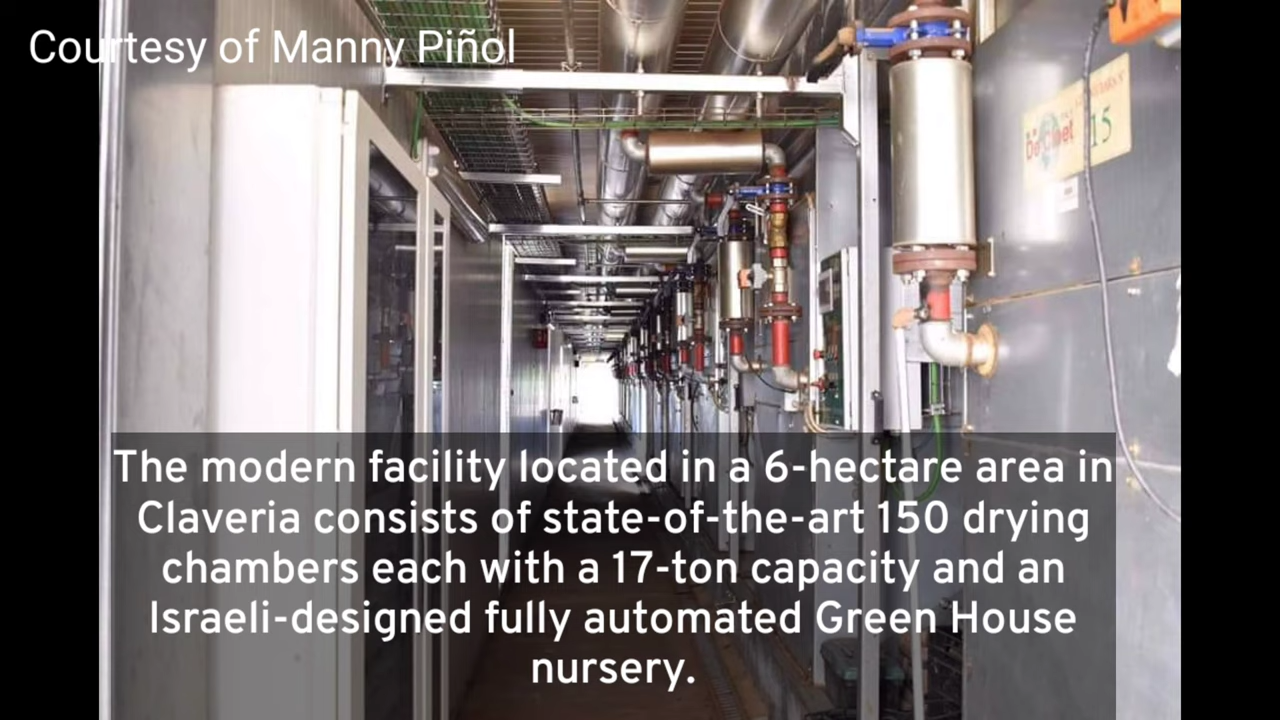 Courtesy of Manny Piñol
De Cloet
15
The modern facility located in a 6-hectare area in
Claveria consists of state-of-the-art 150 drying
chambers each with a 17-ton capacity and an
Israeli-designed fully automated Green House
nursery.